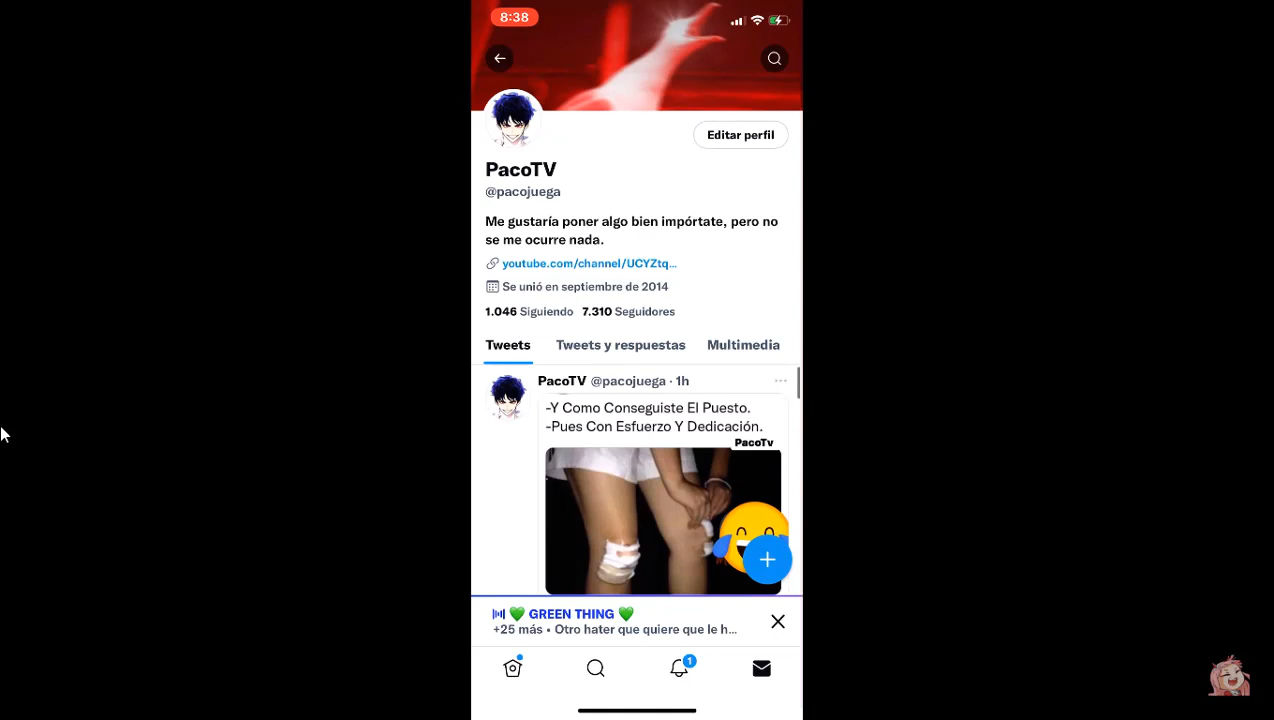 8:38
Editar perfil
PacoTV
@pacojuega
Me gustaría poner algo bien impórtate, pero no
se me ocurre nada.
youtube.com/channel/UCYZtq...
Se unió en septiembre de 2014
1.046 Siguiendo 7.310 Seguidores
Tweets Tweets y respuestas Multimedia
PacoTV @pacojuega · 1h
-Y Como Conseguiste El Puesto.
-Pues Con Esfuerzo Y Dedicación.
PacoTv
💚 GREEN THING 💚
+25 más • Otro hater que quiere que le h...
1